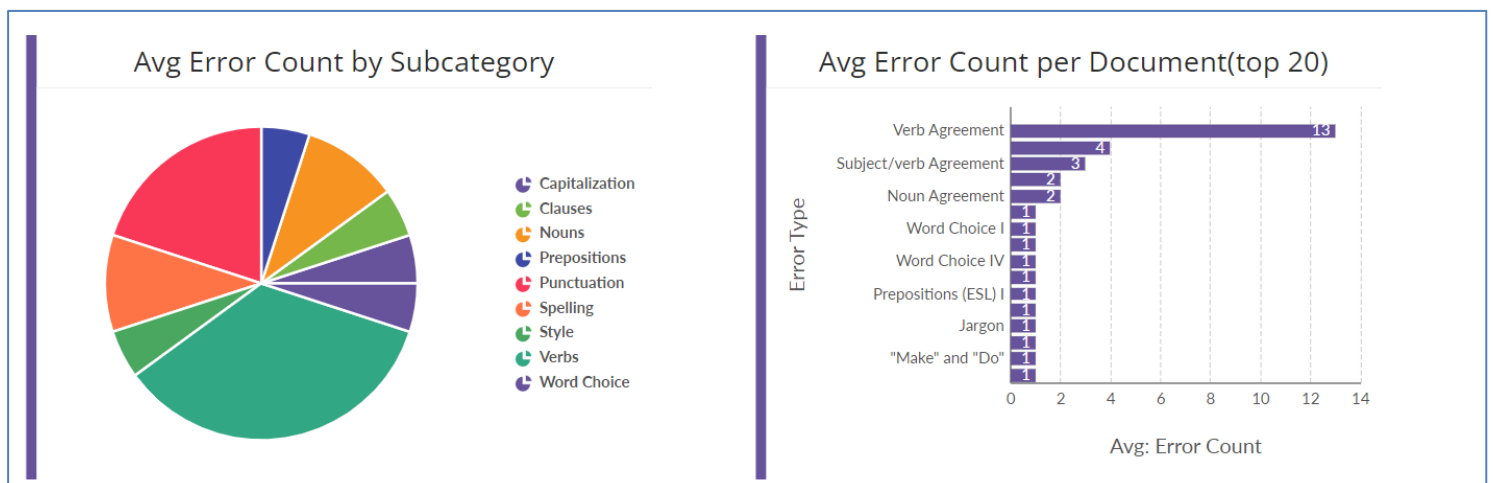 Avg Error Count by Subcategory
Capitalization
Clauses
Nouns
Prepositions
Punctuation
Spelling
Style
Verbs
Word Choice
Avg Error Count per Document(top 20)
Error Type
Verb Agreement
13
4
Subject/verb Agreement
3
2
Noun Agreement
2
1
Word Choice I
1
1
Word Choice IV
1
1
Prepositions (ESL) I
1
1
Jargon
1
1
"Make" and "Do"
1
1
0 2 4 6 8 10 12 14
Avg: Error Count